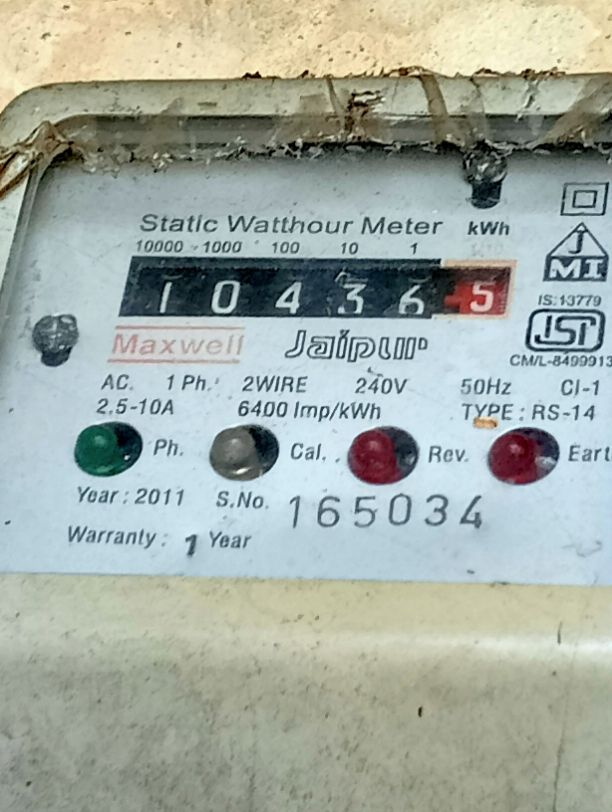 Static Watthour Meter kWh
10000 1000 100 10 1
1 0 4 3 6 5
J
MI
IS:13779
Maxwell Jaipur
ISI
CM/L-8499913
AC. 1 Ph. 2WIRE 240V 50Hz Cl-1
2.5-10A 6400 Imp/kWh TYPE : RS-14
Ph. Cal. Rev. Eart
Year : 2011 S.No. 165034
Warranty : 1 Year